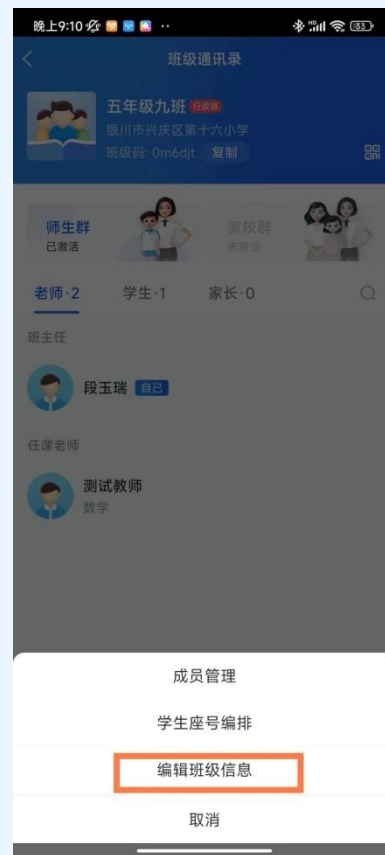 晚上9:10
班级通讯录
五年级九班 行政班
银川市兴庆区第十六小学
班级码: 0m6djt 复制
师生群
已激活
家校群
未激活
老师·2 学生·1 家长·0
班主任
段玉瑞 自己
任课老师
测试教师
数学
成员管理
学生座号编排
编辑班级信息
取消